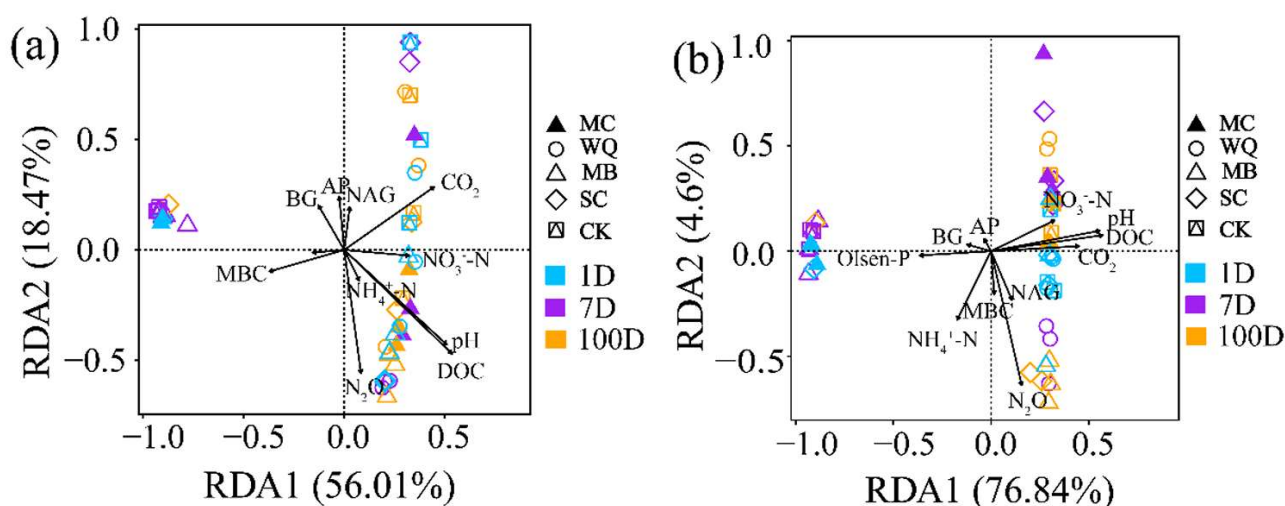 (a)
RDA2 (18.47%)
1.0
0.5
0.0
−0.5
AP
NAG
BG
CO₂
MBC
NO₃⁻-N
NH₄⁺-N
pH
DOC
N₂O
−1.0
−0.5
0.0
0.5
RDA1 (56.01%)
MC
WQ
MB
SC
CK
1D
7D
100D
(b)
RDA2 (4.6%)
1.0
0.5
0.0
−0.5
NO₃⁻-N
AP
pH
BG
DOC
Olsen-P
CO₂
NAG
MBC
NH₄⁺-N
N₂O
−1.0
−0.5
0.0
0.5
RDA1 (76.84%)
MC
WQ
MB
SC
CK
1D
7D
100D